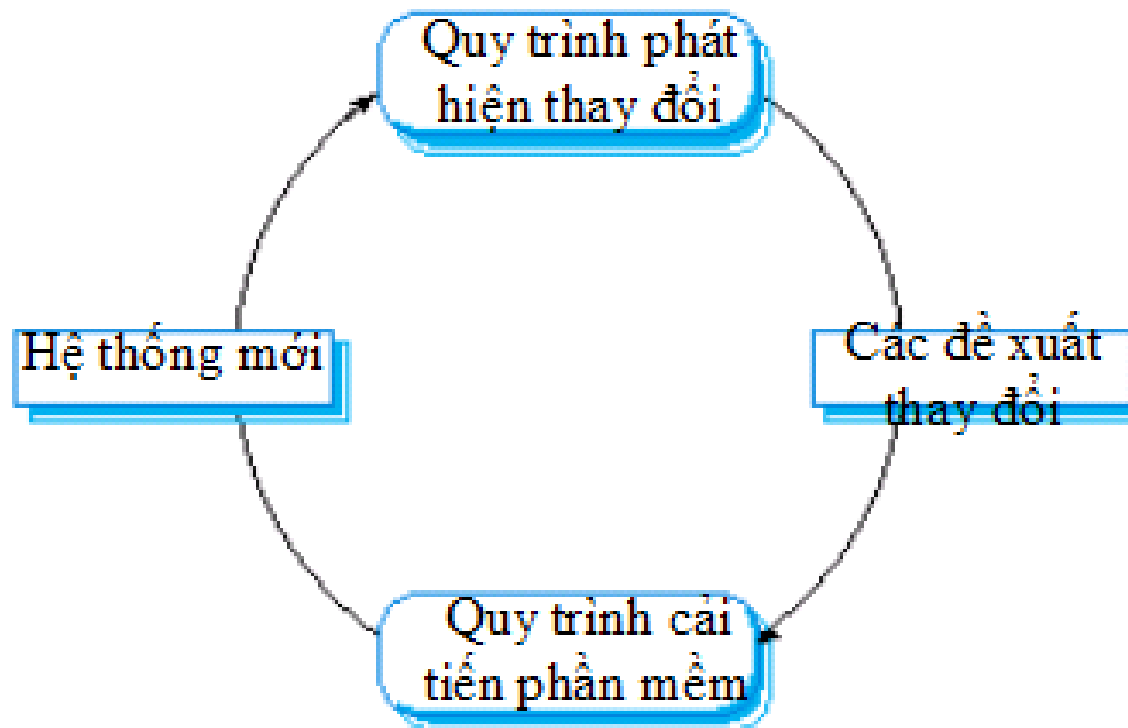 Quy trình phát
hiện thay đổi
Hệ thống mới
Các đề xuất
thay đổi
Quy trình cải
tiến phần mềm